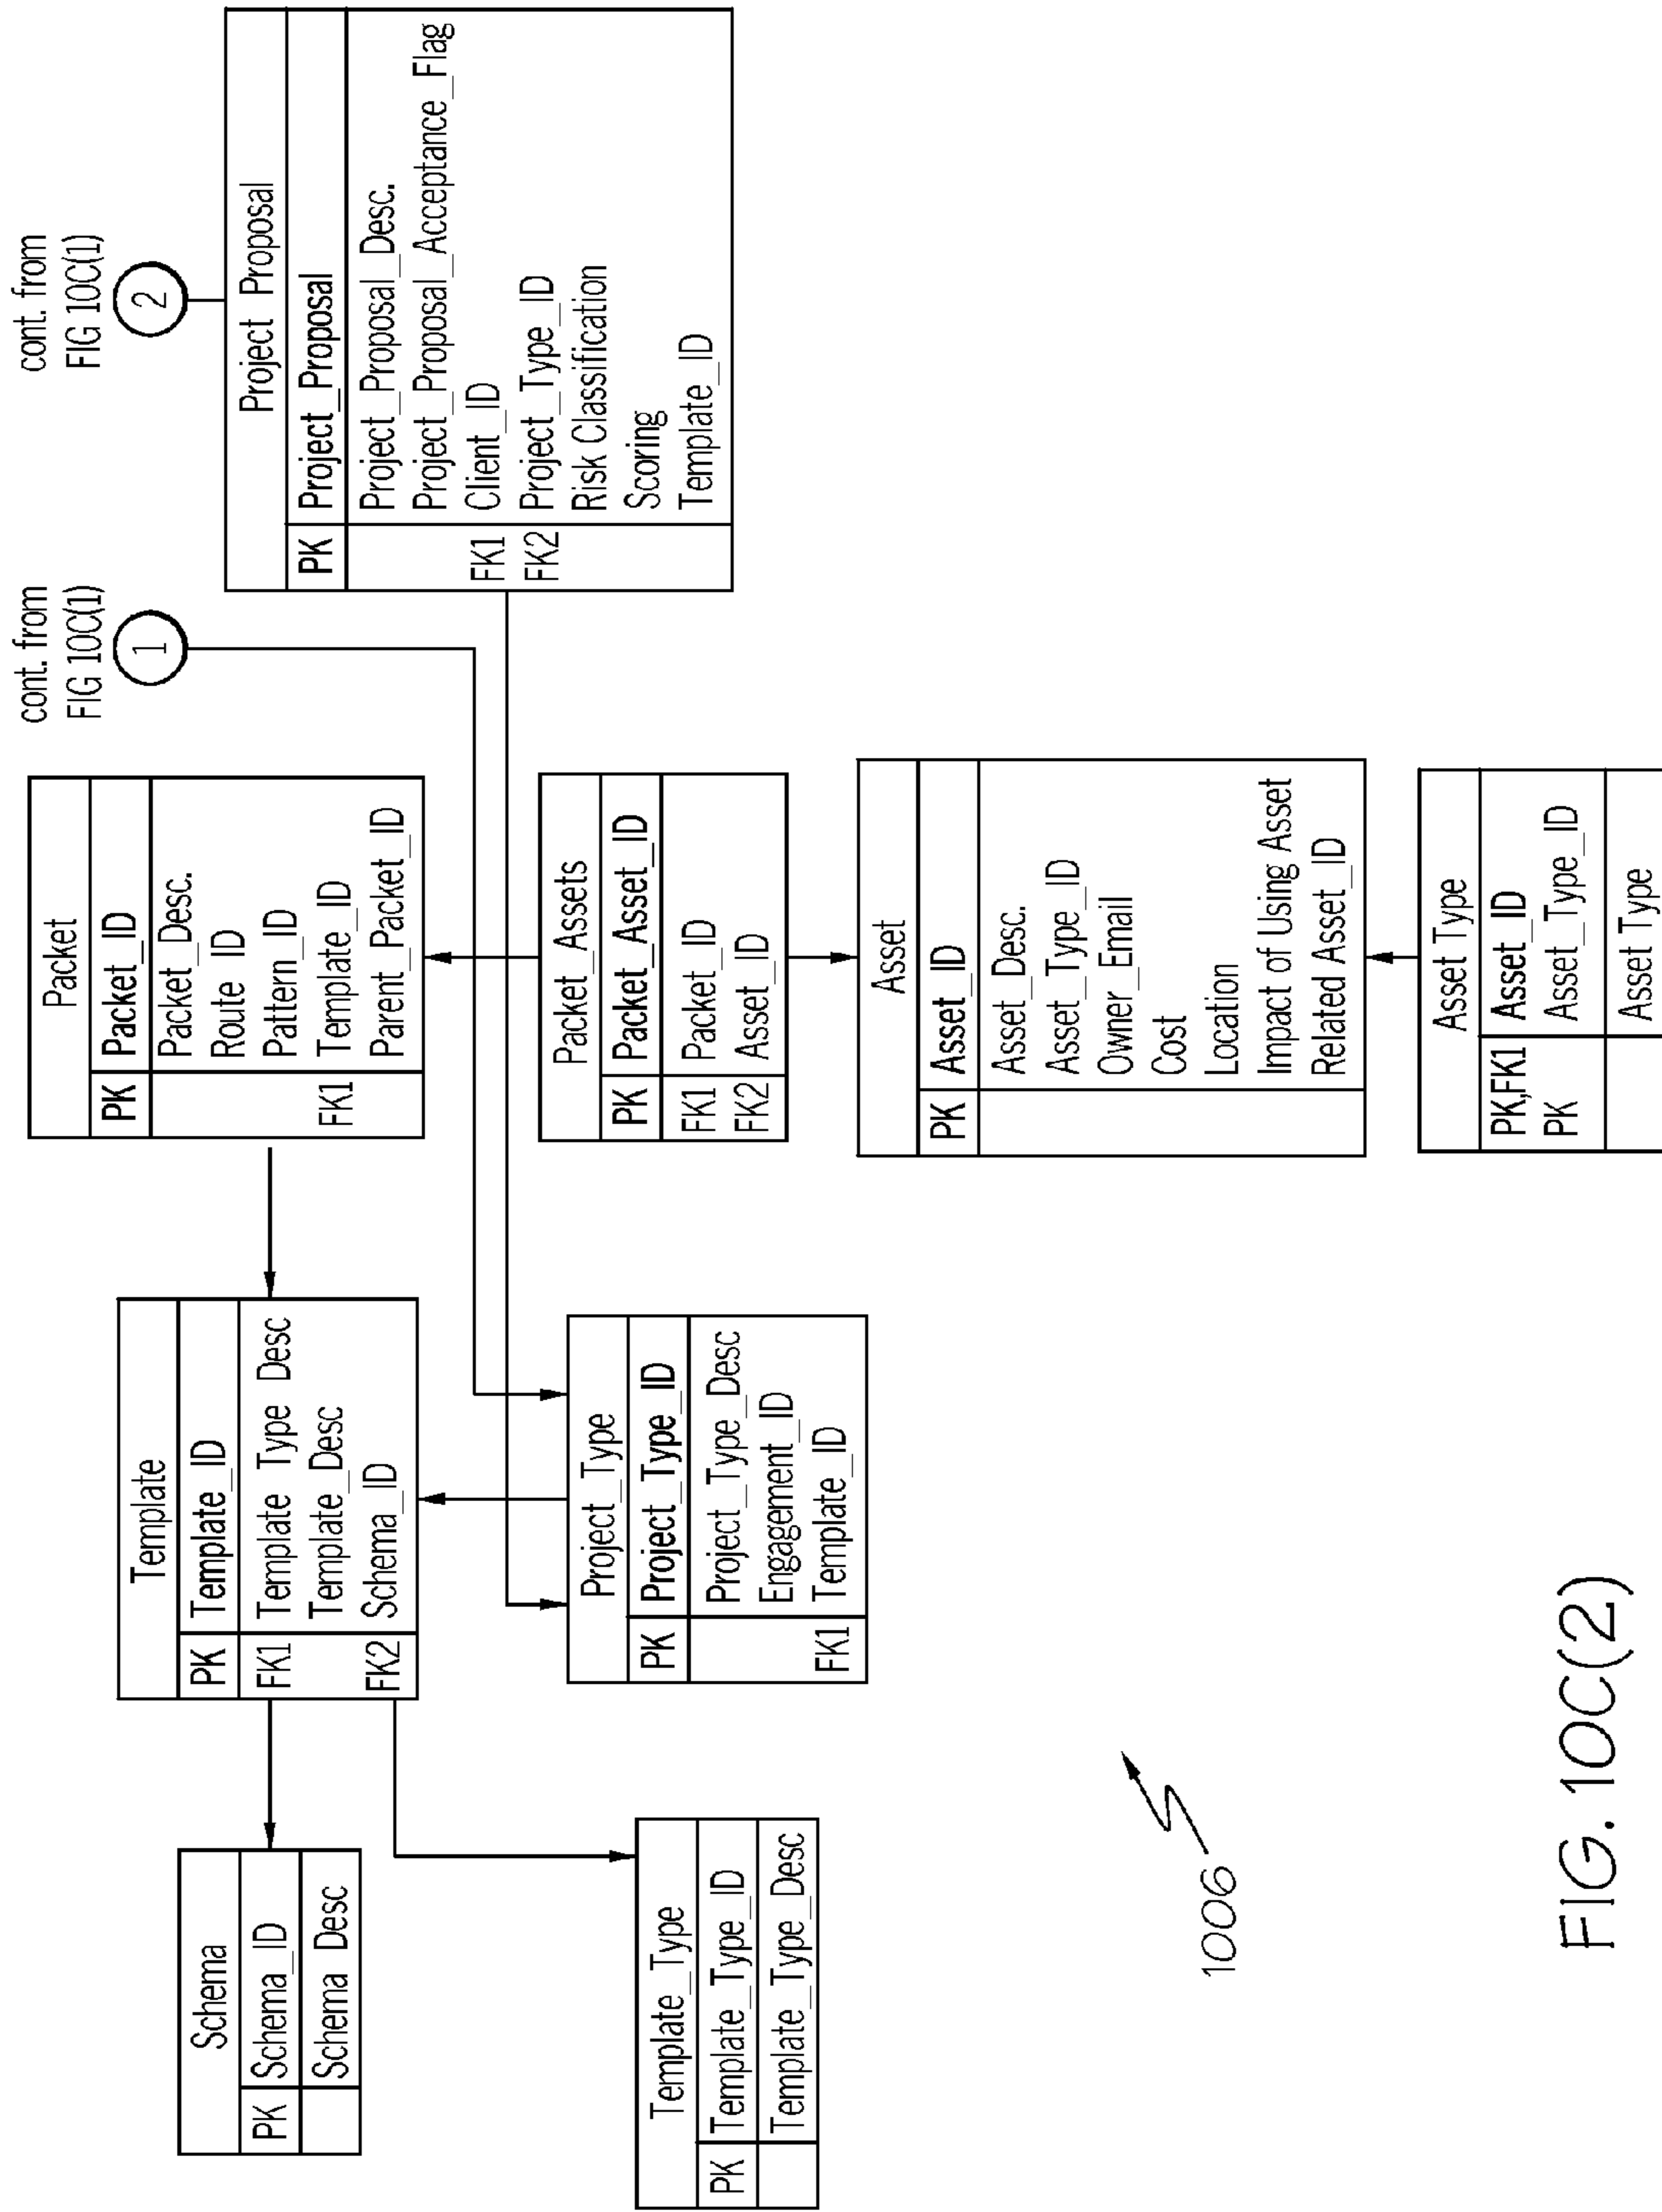 cont. from
FIG 10C(1)
2
cont. from
FIG 10C(1)
1
Project Proposal
PK Project_Proposal
Project_Proposal_Desc.
Project_Proposal_Acceptance_Flag
FK1 Client_ID
FK2 Project_Type_ID
Risk Classification
Scoring
Template_ID
Packet
PK Packet_ID
Packet_Desc.
Route_ID
Pattern_ID
FK1 Template_ID
Parent_Packet_ID
Packet_Assets
PK Packet_Asset_ID
FK1 Packet_ID
FK2 Asset_ID
Asset
PK Asset_ID
Asset_Desc.
Asset_Type_ID
Owner_Email
Cost
Location
Impact of Using Asset
Related Asset_ID
Asset Type
PK,FK1 Asset_ID
PK Asset_Type_ID
Asset Type
Template
PK Template_ID
FK1 Template_Type_Desc
Template_Desc
FK2 Schema_ID
Project_Type
PK Project_Type_ID
Project_Type_Desc
Engagement_ID
FK1 Template_ID
Schema
PK Schema_ID
Schema_Desc
Template_Type
PK Template_Type_ID
Template_Type_Desc
1006
FIG. 10C(2)